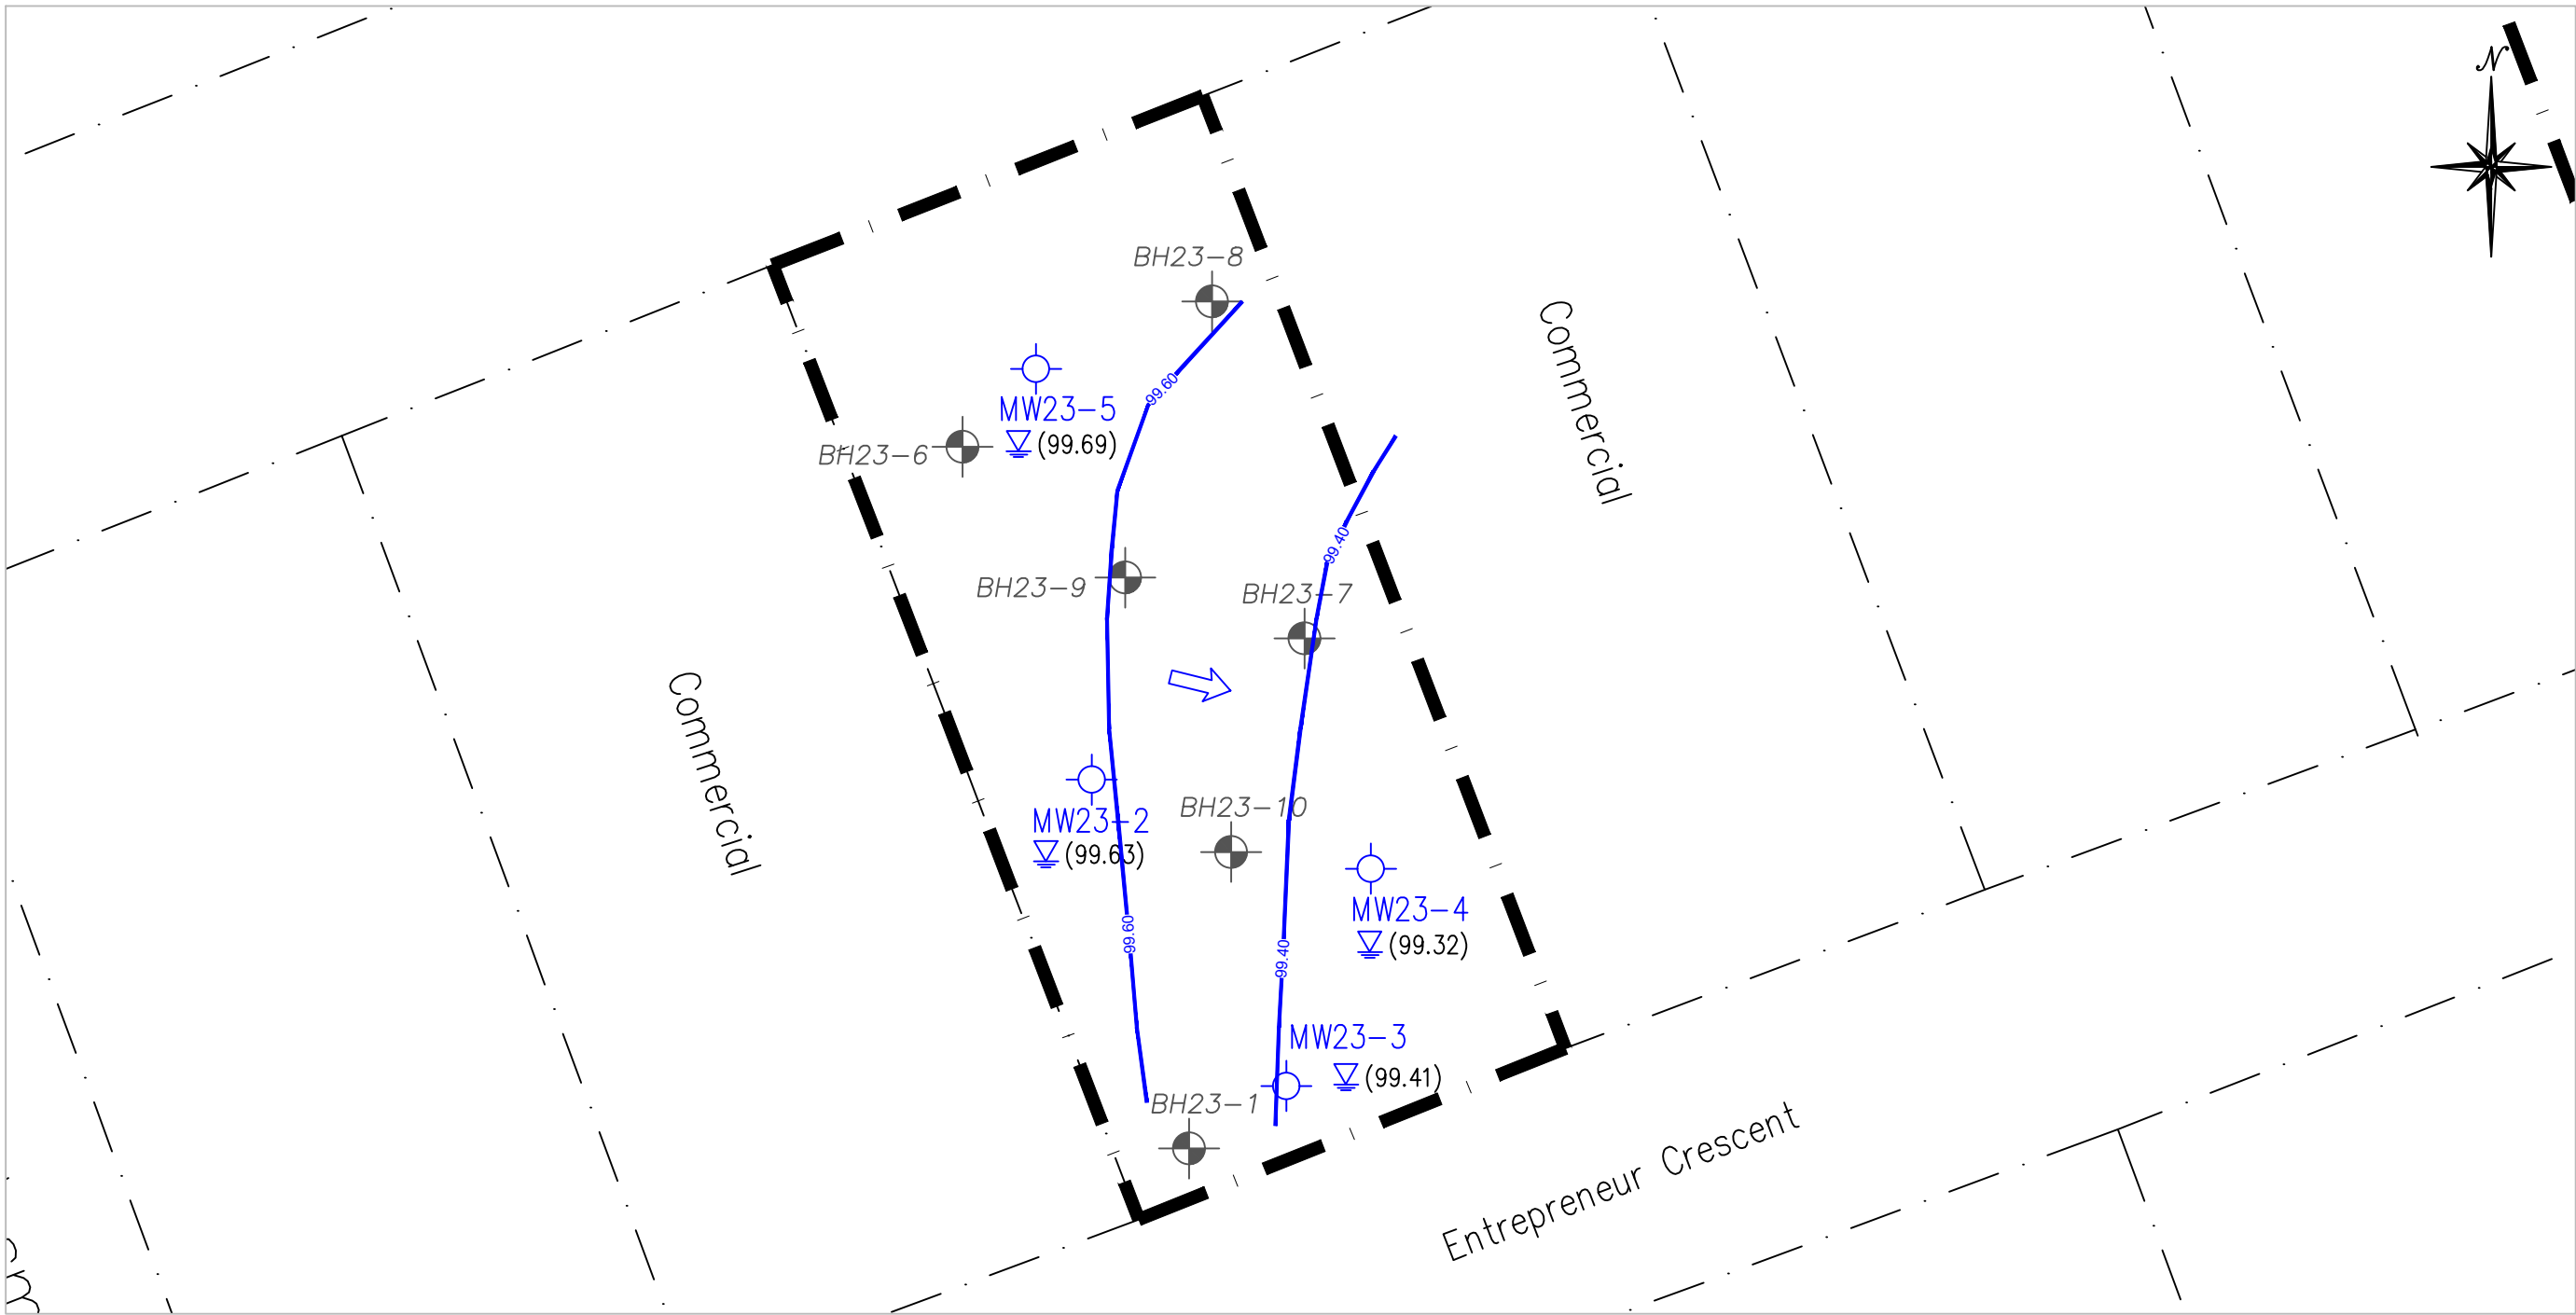 N
BH23-8
99.60
MW23-5
(99.69)
BH23-6
Commercial
99.40
BH23-9
BH23-7
Commercial
BH23-10
MW23-2
(99.63)
MW23-4
(99.32)
99.60
99.40
MW23-3
(99.41)
BH23-1
Entrepreneur Crescent